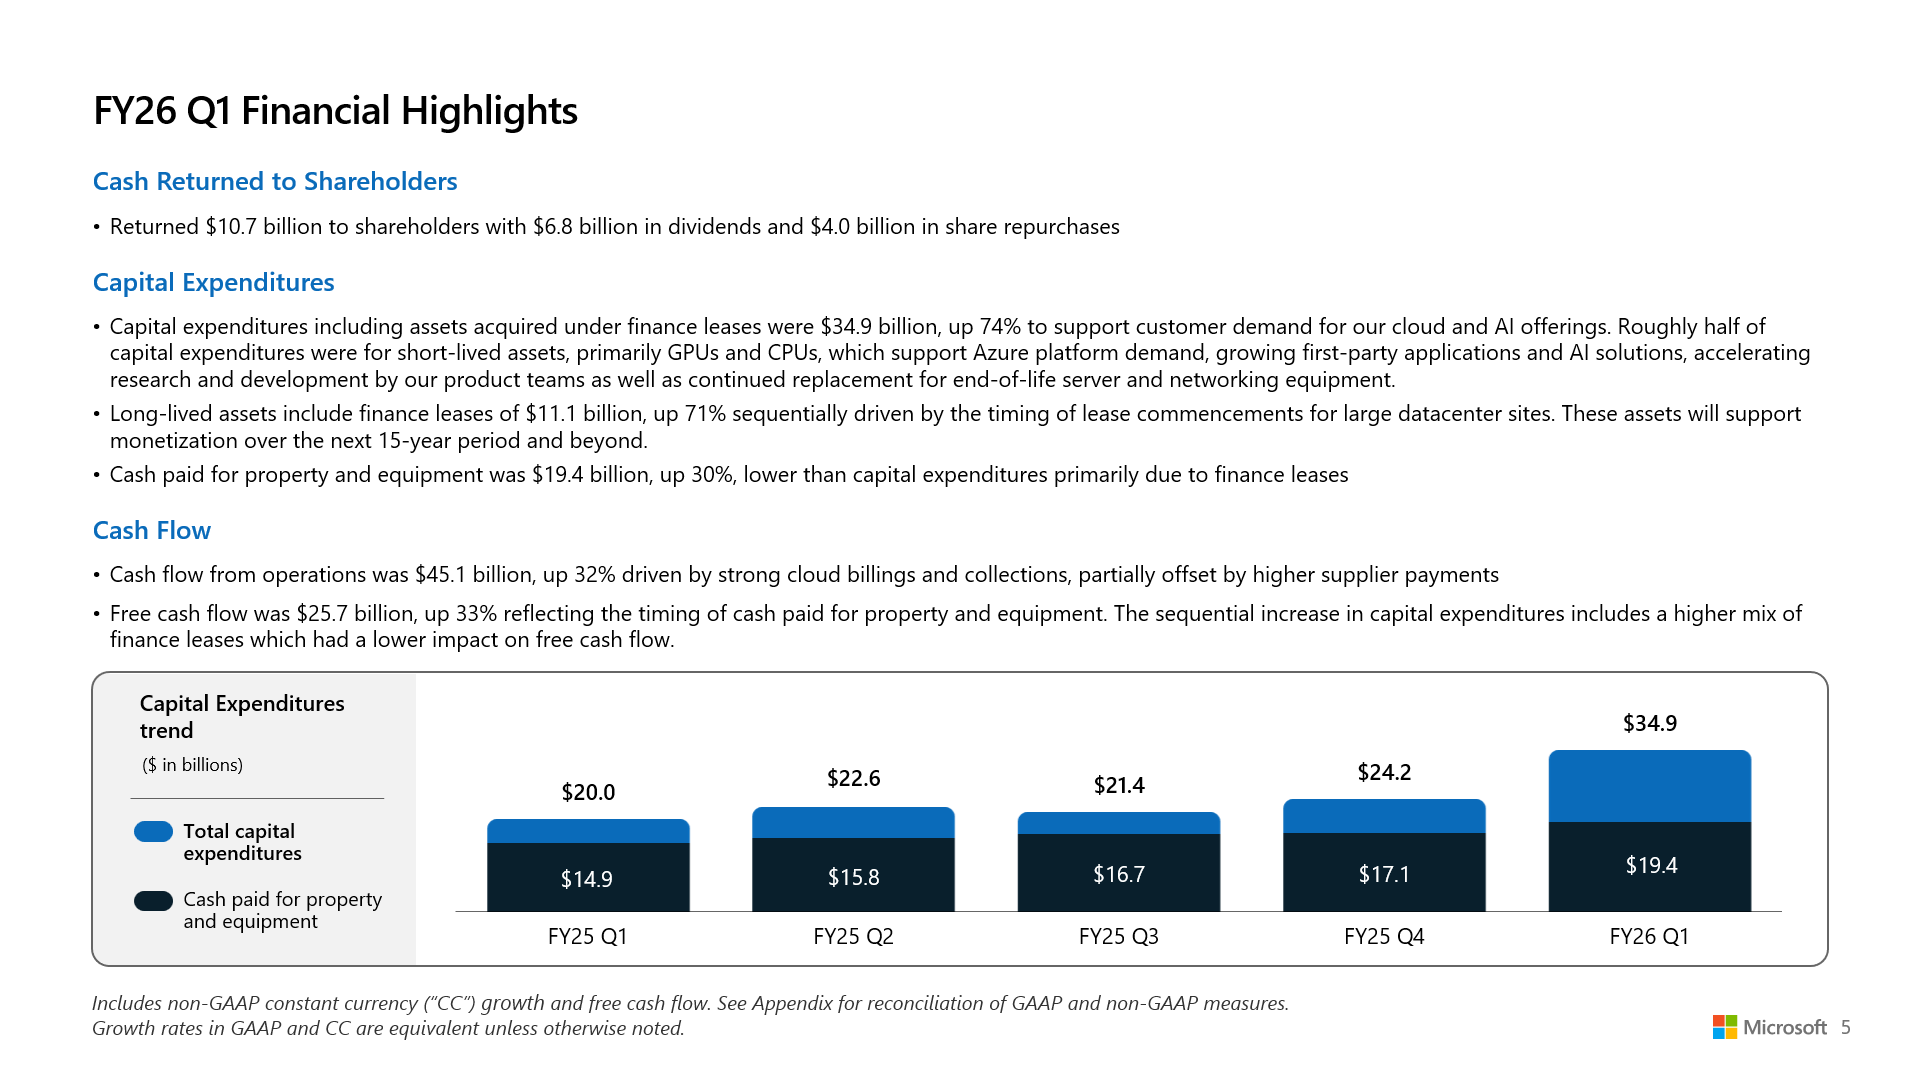 FY26 Q1 Financial Highlights
Cash Returned to Shareholders
• Returned $10.7 billion to shareholders with $6.8 billion in dividends and $4.0 billion in share repurchases
Capital Expenditures
• Capital expenditures including assets acquired under finance leases were $34.9 billion, up 74% to support customer demand for our cloud and AI offerings. Roughly half of
capital expenditures were for short-lived assets, primarily GPUs and CPUs, which support Azure platform demand, growing first-party applications and AI solutions, accelerating
research and development by our product teams as well as continued replacement for end-of-life server and networking equipment.
• Long-lived assets include finance leases of $11.1 billion, up 71% sequentially driven by the timing of lease commencements for large datacenter sites. These assets will support
monetization over the next 15-year period and beyond.
• Cash paid for property and equipment was $19.4 billion, up 30%, lower than capital expenditures primarily due to finance leases
Cash Flow
• Cash flow from operations was $45.1 billion, up 32% driven by strong cloud billings and collections, partially offset by higher supplier payments
• Free cash flow was $25.7 billion, up 33% reflecting the timing of cash paid for property and equipment. The sequential increase in capital expenditures includes a higher mix of
finance leases which had a lower impact on free cash flow.
Capital Expenditures
trend
($ in billions)
Total capital
expenditures
Cash paid for property
and equipment
$20.0
$22.6
$21.4
$24.2
$34.9
$14.9
$15.8
$16.7
$17.1
$19.4
FY25 Q1
FY25 Q2
FY25 Q3
FY25 Q4
FY26 Q1
Includes non-GAAP constant currency (“CC”) growth and free cash flow. See Appendix for reconciliation of GAAP and non-GAAP measures.
Growth rates in GAAP and CC are equivalent unless otherwise noted.
Microsoft 5